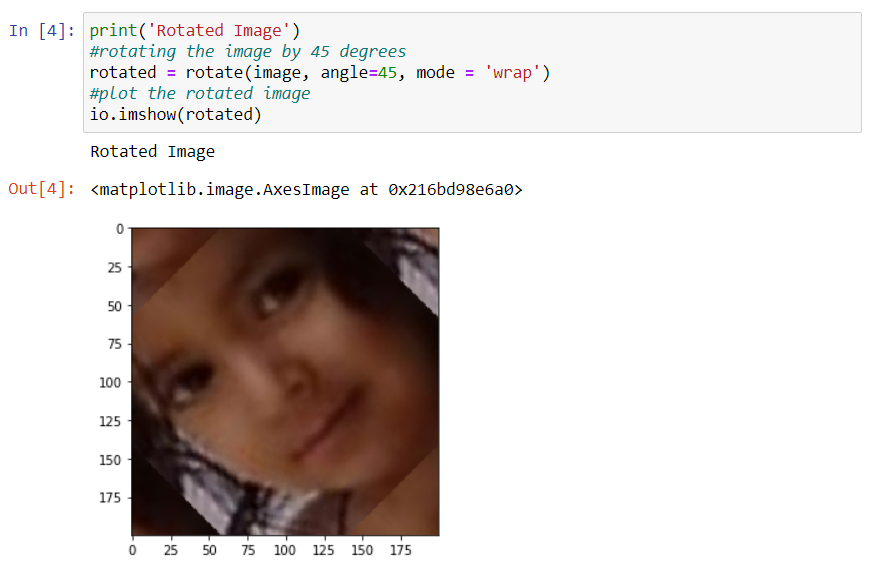 In [4]: print('Rotated Image')
#rotating the image by 45 degrees
rotated = rotate(image, angle=45, mode = 'wrap')
#plot the rotated image
io.imshow(rotated)
Rotated Image
Out[4]: <matplotlib.image.AxesImage at 0x216bd98e6a0>
0
25
50
75
100
125
150
175
0 25 50 75 100 125 150 175